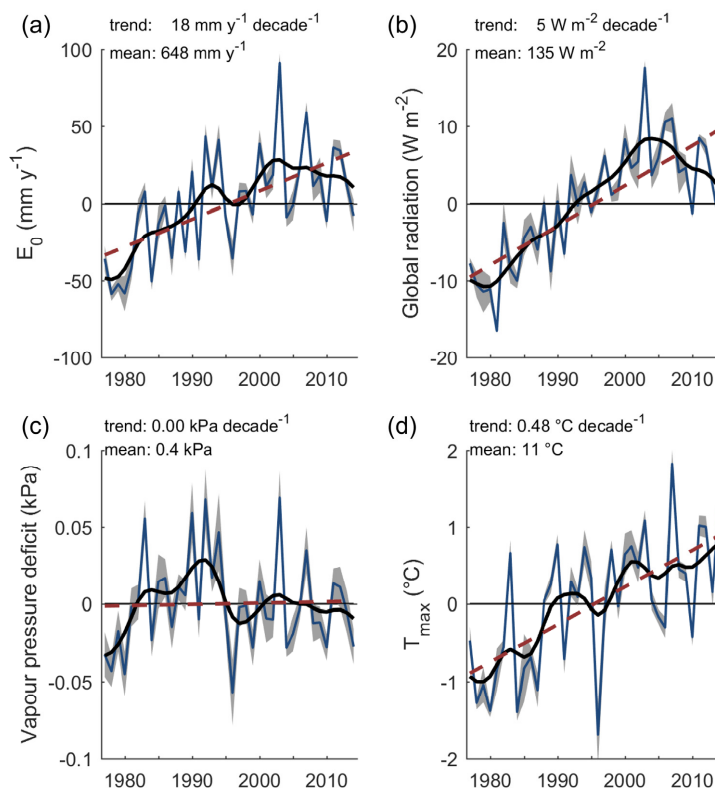 (a)
trend: 18 mm y⁻¹ decade⁻¹
mean: 648 mm y⁻¹
E₀ (mm y⁻¹)
100
50
0
-50
-100
1980 1990 2000 2010
(b)
trend: 5 W m⁻² decade⁻¹
mean: 135 W m⁻²
Global radiation (W m⁻²)
20
10
0
-10
-20
1980 1990 2000 2010
(c)
trend: 0.00 kPa decade⁻¹
mean: 0.4 kPa
Vapour pressure deficit (kPa)
0.1
0.05
0
-0.05
-0.1
1980 1990 2000 2010
(d)
trend: 0.48 °C decade⁻¹
mean: 11 °C
Tₘₐₓ (°C)
2
1
0
-1
-2
1980 1990 2000 2010